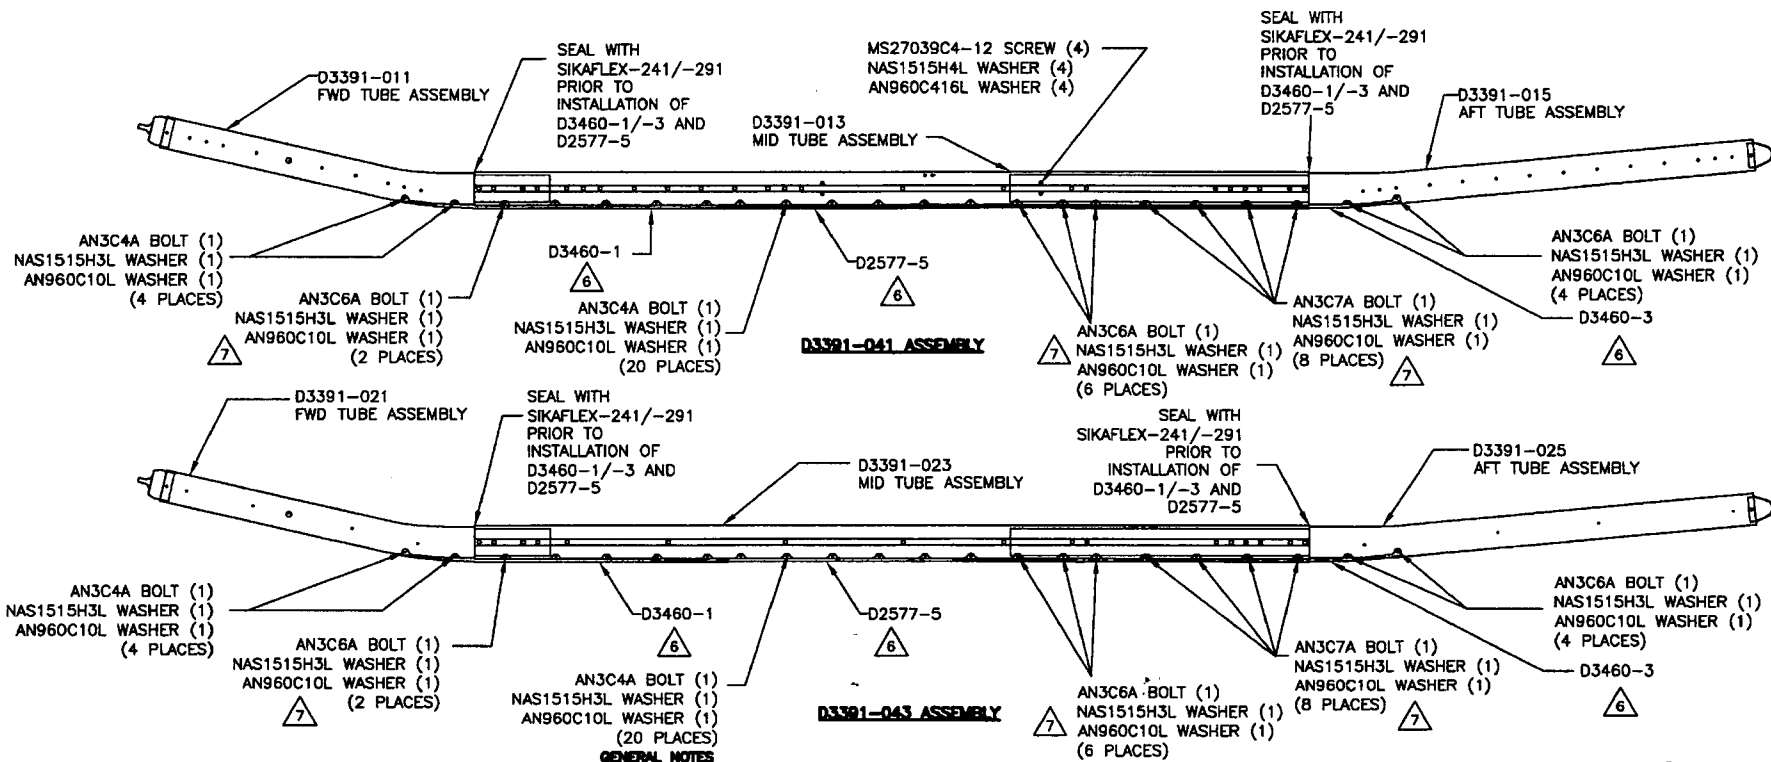 D3391-011
FWD TUBE ASSEMBLY
SEAL WITH
SIKAFLEX-241/-291
PRIOR TO
INSTALLATION OF
D3460-1/-3 AND
D2577-5
MS27039C4-12 SCREW (4)
NAS1515H4L WASHER (4)
AN960C416L WASHER (4)
D3391-013
MID TUBE ASSEMBLY
SEAL WITH
SIKAFLEX-241/-291
PRIOR TO
INSTALLATION OF
D3460-1/-3 AND
D2577-5
D3391-015
AFT TUBE ASSEMBLY
AN3C4A BOLT (1)
NAS1515H3L WASHER (1)
AN960C10L WASHER (1)
(4 PLACES)
7
AN3C6A BOLT (1)
NAS1515H3L WASHER (1)
AN960C10L WASHER (1)
(2 PLACES)
D3460-1
6
AN3C4A BOLT (1)
NAS1515H3L WASHER (1)
AN960C10L WASHER (1)
(20 PLACES)
D2577-5
6
D3391-041 ASSEMBLY
7
AN3C6A BOLT (1)
NAS1515H3L WASHER (1)
AN960C10L WASHER (1)
(6 PLACES)
AN3C7A BOLT (1)
NAS1515H3L WASHER (1)
AN960C10L WASHER (1)
(8 PLACES)
7
AN3C6A BOLT (1)
NAS1515H3L WASHER (1)
AN960C10L WASHER (1)
(4 PLACES)
D3460-3
6
D3391-021
FWD TUBE ASSEMBLY
SEAL WITH
SIKAFLEX-241/-291
PRIOR TO
INSTALLATION OF
D3460-1/-3 AND
D2577-5
D3391-023
MID TUBE ASSEMBLY
SEAL WITH
SIKAFLEX-241/-291
PRIOR TO
INSTALLATION OF
D3460-1/-3 AND
D2577-5
D3391-025
AFT TUBE ASSEMBLY
AN3C4A BOLT (1)
NAS1515H3L WASHER (1)
AN960C10L WASHER (1)
(4 PLACES)
AN3C6A BOLT (1)
NAS1515H3L WASHER (1)
AN960C10L WASHER (1)
(2 PLACES)
7
D3460-1
6
AN3C4A BOLT (1)
NAS1515H3L WASHER (1)
AN960C10L WASHER (1)
(20 PLACES)
D2577-5
6
D3391-043 ASSEMBLY
7
AN3C6A BOLT (1)
NAS1515H3L WASHER (1)
AN960C10L WASHER (1)
(6 PLACES)
AN3C7A BOLT (1)
NAS1515H3L WASHER (1)
AN960C10L WASHER (1)
(8 PLACES)
7
AN3C6A BOLT (1)
NAS1515H3L WASHER (1)
AN960C10L WASHER (1)
(4 PLACES)
D3460-3
6
GENERAL NOTES